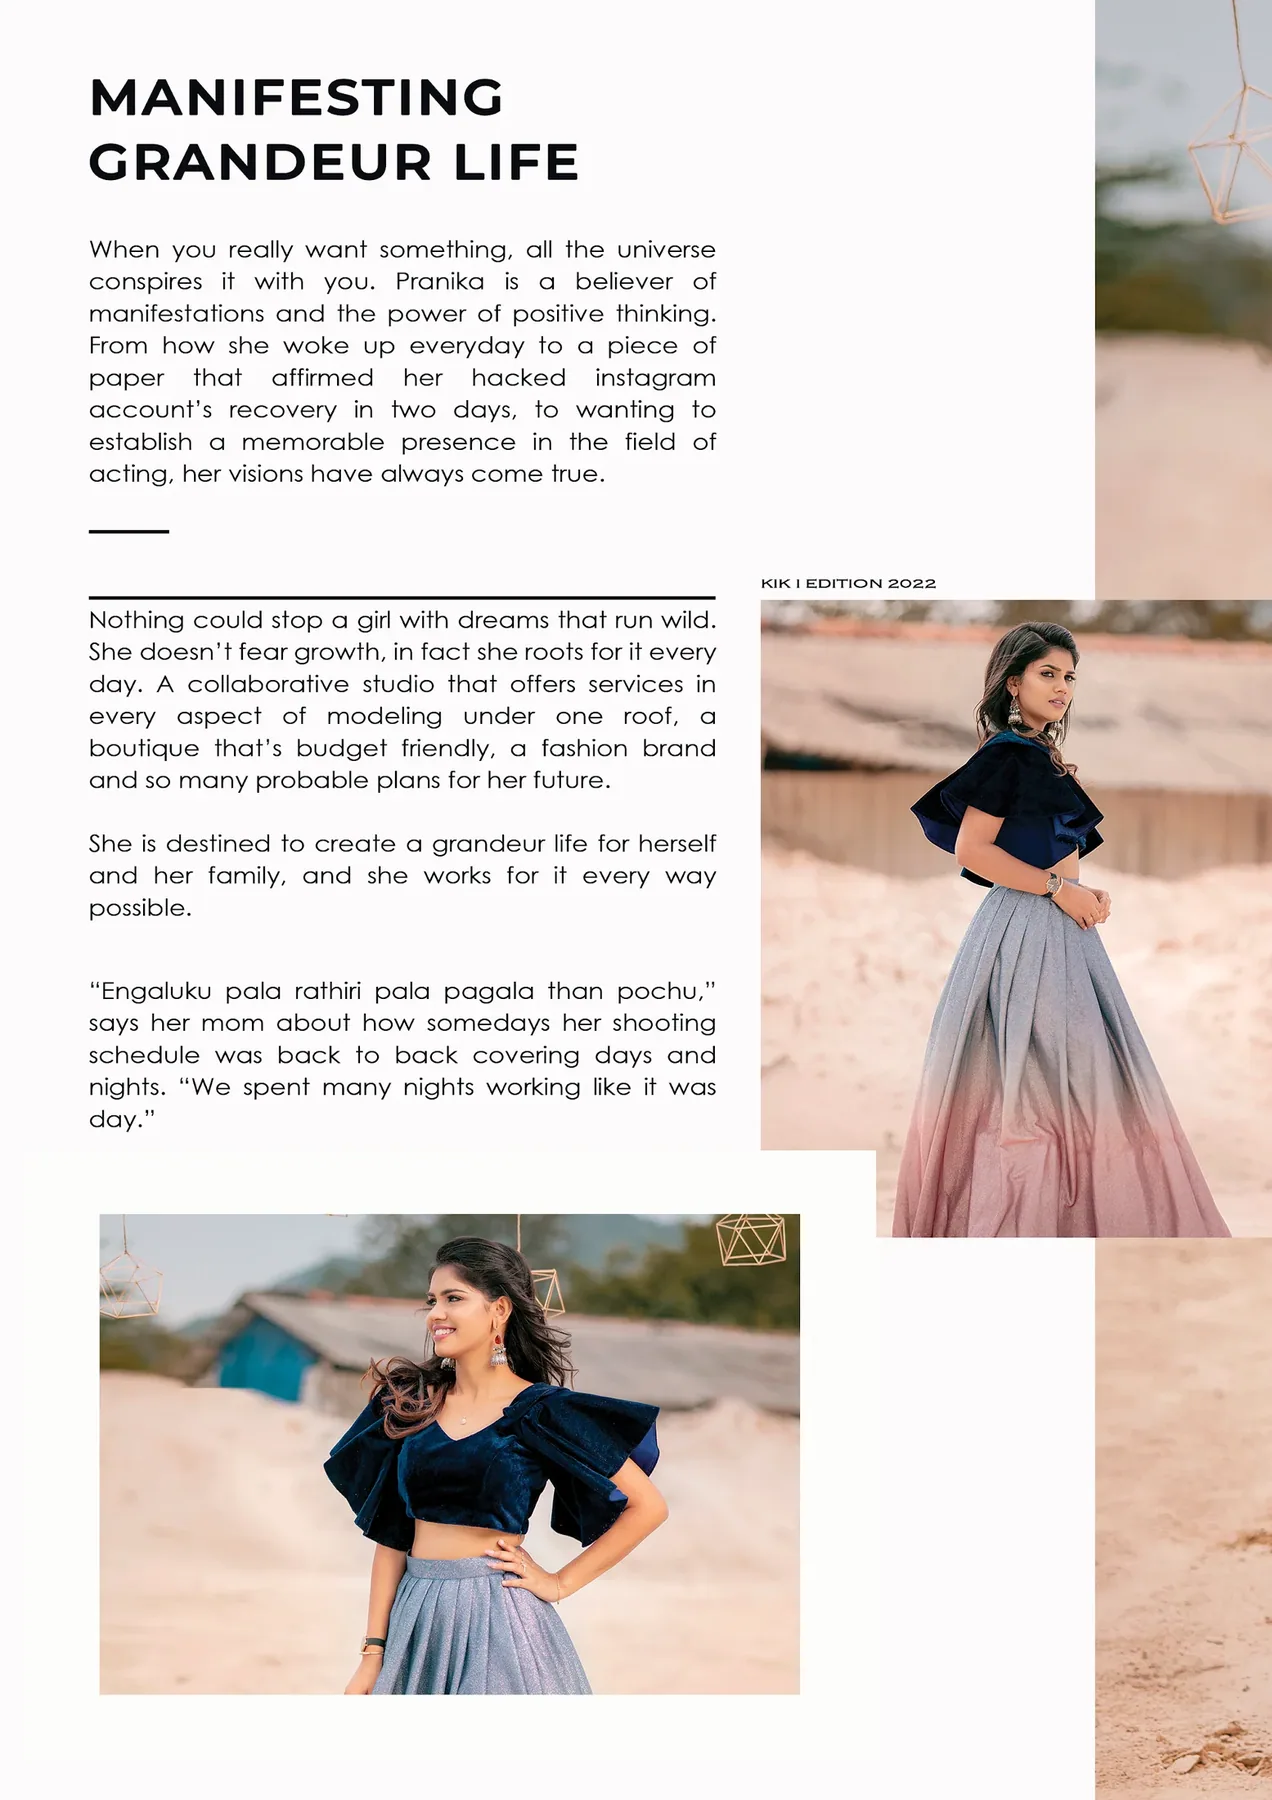 MANIFESTING
GRANDEUR LIFE
When you really want something, all the universe
conspires it with you. Pranika is a believer of
manifestations and the power of positive thinking.
From how she woke up everyday to a piece of
paper that affirmed her hacked instagram
account’s recovery in two days, to wanting to
establish a memorable presence in the field of
acting, her visions have always come true.
KIK I EDITION 2022
Nothing could stop a girl with dreams that run wild.
She doesn’t fear growth, in fact she roots for it every
day. A collaborative studio that offers services in
every aspect of modeling under one roof, a
boutique that’s budget friendly, a fashion brand
and so many probable plans for her future.
She is destined to create a grandeur life for herself
and her family, and she works for it every way
possible.
“Engaluku pala rathiri pala pagala than pochu,”
says her mom about how somedays her shooting
schedule was back to back covering days and
nights. “We spent many nights working like it was
day.”